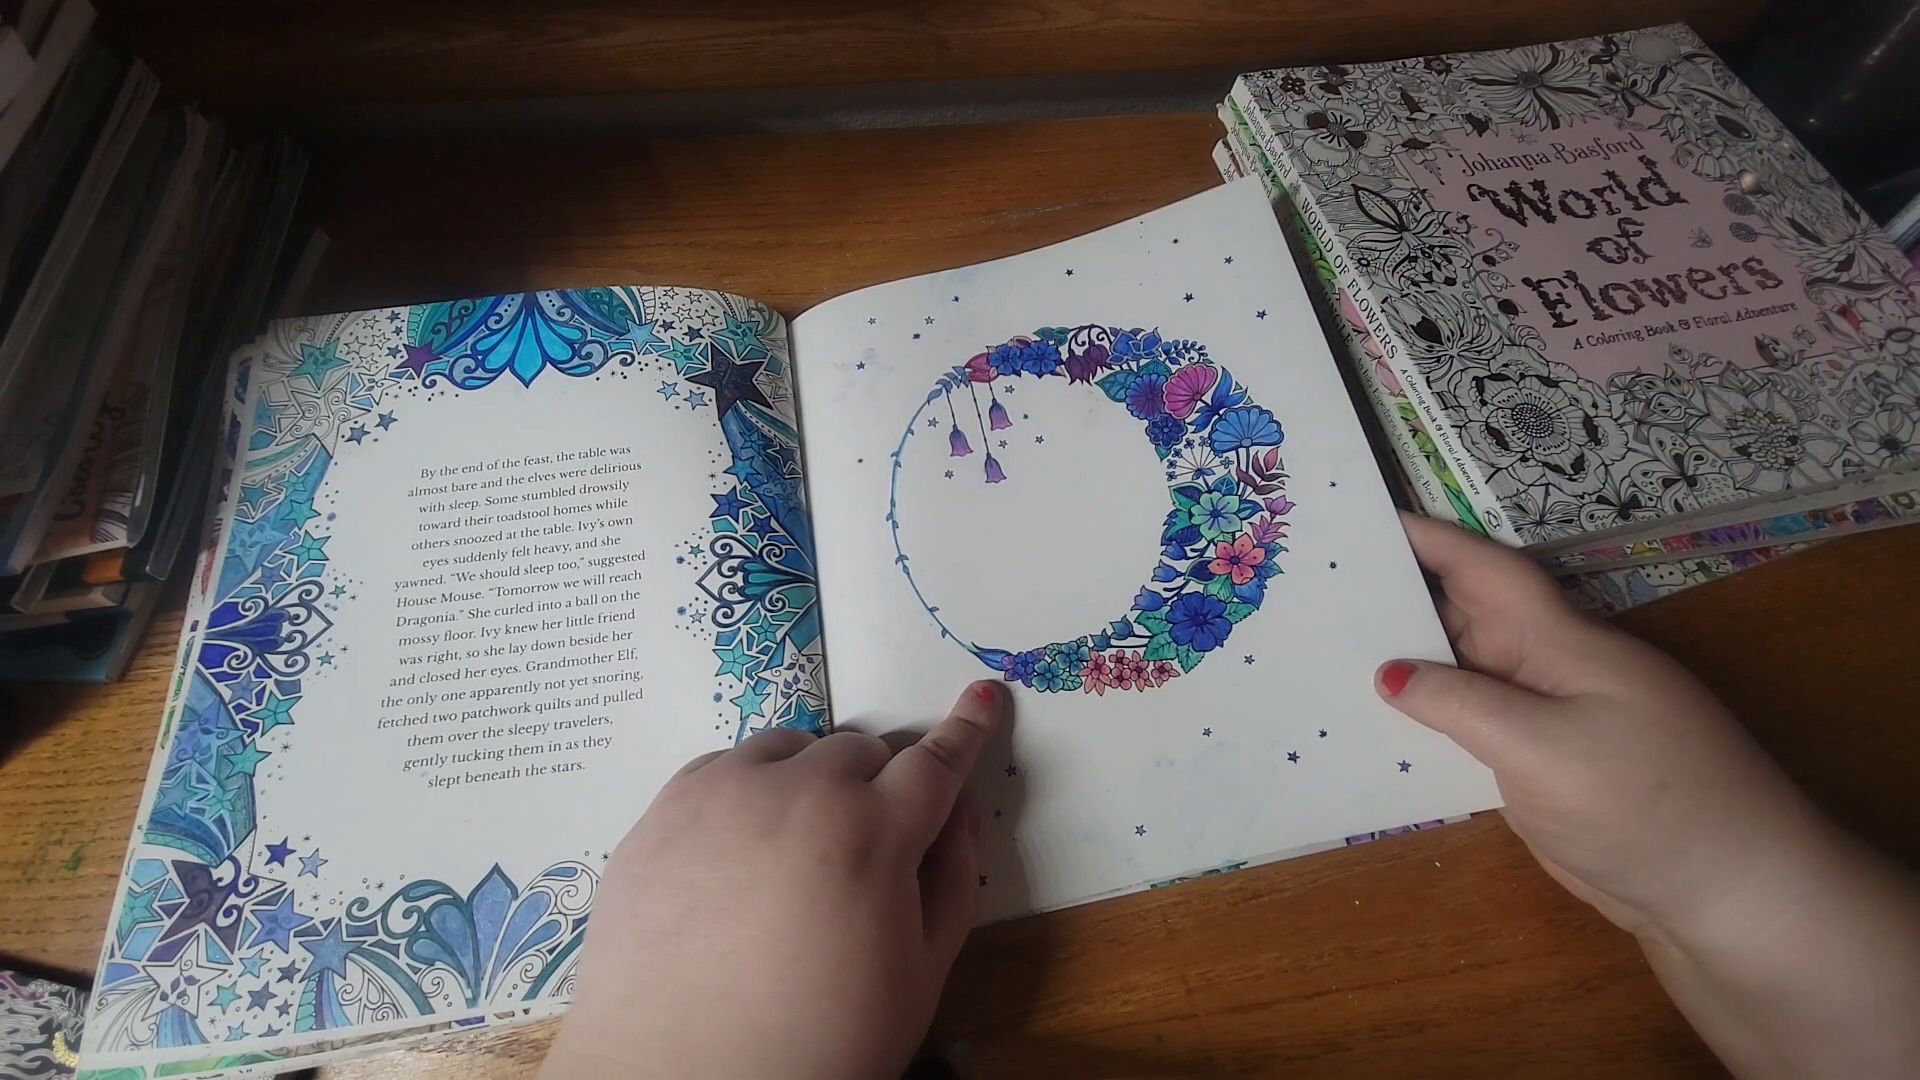 By the end of the feast, the table was
almost bare and the elves were delirious
with sleep. Some stumbled drowsily
toward their toadstool homes while
others snoozed at the table. Ivy's own
eyes suddenly felt heavy, and she
yawned. "We should sleep too," suggested
House Mouse. "Tomorrow we will reach
Dragonia." She curled into a ball on the
mossy floor. Ivy knew her little friend
was right, so she lay down beside her
and closed her eyes. Grandmother Elf,
the only one apparently not yet snoring,
fetched two patchwork quilts and pulled
them over the sleepy travelers,
gently tucking them in as they
slept beneath the stars.
Johanna Basford
World
of
Flowers
A Coloring Book & Floral Adventure
Johanna Basford
WORLD OF FLOWERS
A Coloring Book & Floral Adventure